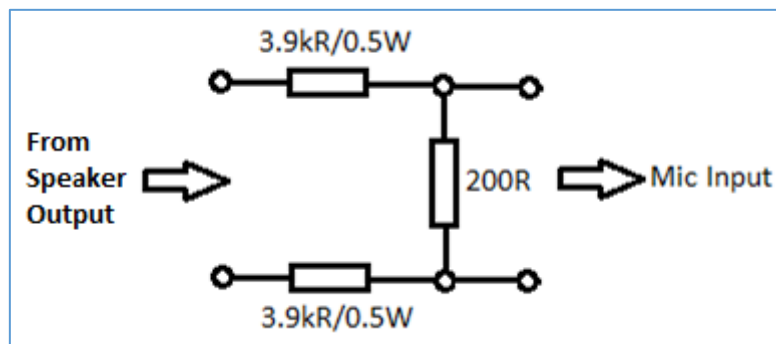 3.9kR/0.5W
From
Speaker
Output
200R
Mic Input
3.9kR/0.5W